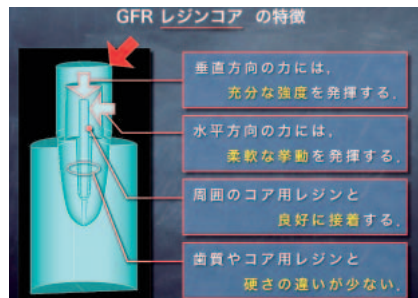 GFR レジンコア の特徴
垂直方向の力には,
充分な強度を発揮する.
水平方向の力には,
柔軟な挙動を発揮する.
周囲のコア用レジンと
良好に接着する.
歯質やコア用レジンと
硬さの違いが少ない.